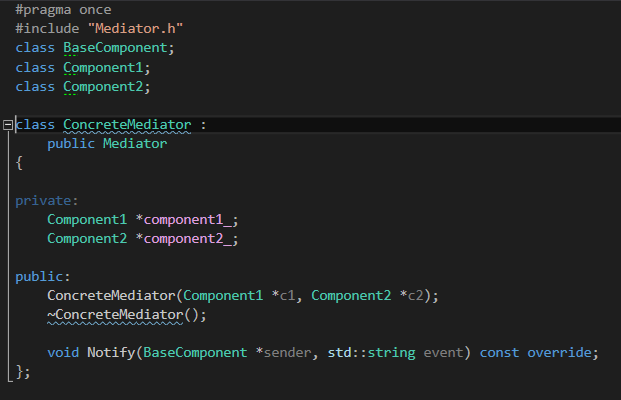 #pragma once
#include "Mediator.h"
class BaseComponent;
class Component1;
class Component2;
class ConcreteMediator :
    public Mediator
{
private:
    Component1 *component1_;
    Component2 *component2_;
public:
    ConcreteMediator(Component1 *c1, Component2 *c2);
    ~ConcreteMediator();
    void Notify(BaseComponent *sender, std::string event) const override;
};